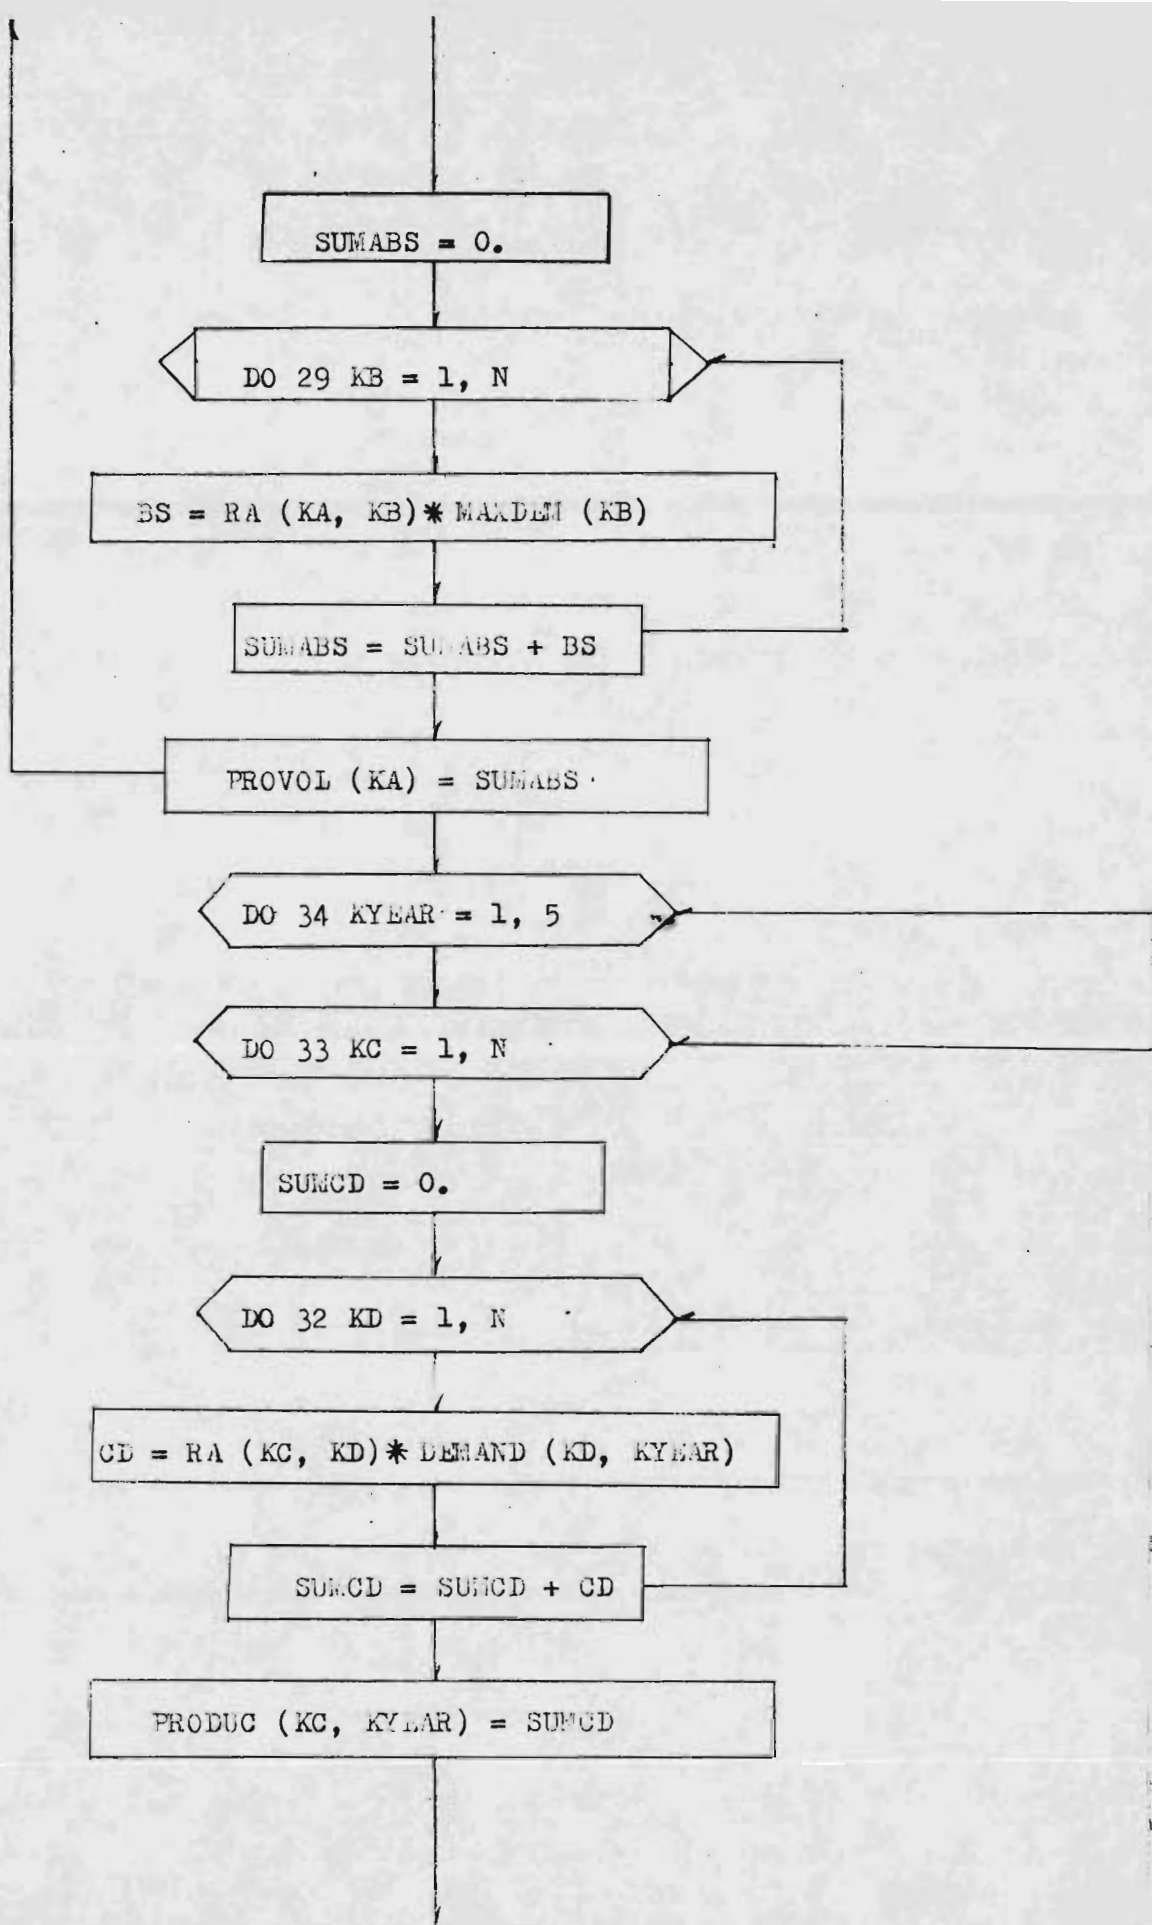 SUMABS = 0.
DO 29 KB = 1, N
BS = RA (KA, KB)* MAXDEM (KB)
SUMABS = SUMABS + BS
PROVOL (KA) = SUMABS
DO 34 KYEAR = 1, 5
DO 33 KC = 1, N
SUMCD = 0.
DO 32 KD = 1, N
CD = RA (KC, KD)* DEMAND (KD, KYEAR)
SUMCD = SUMCD + CD
PRODUC (KC, KYEAR) = SUMCD